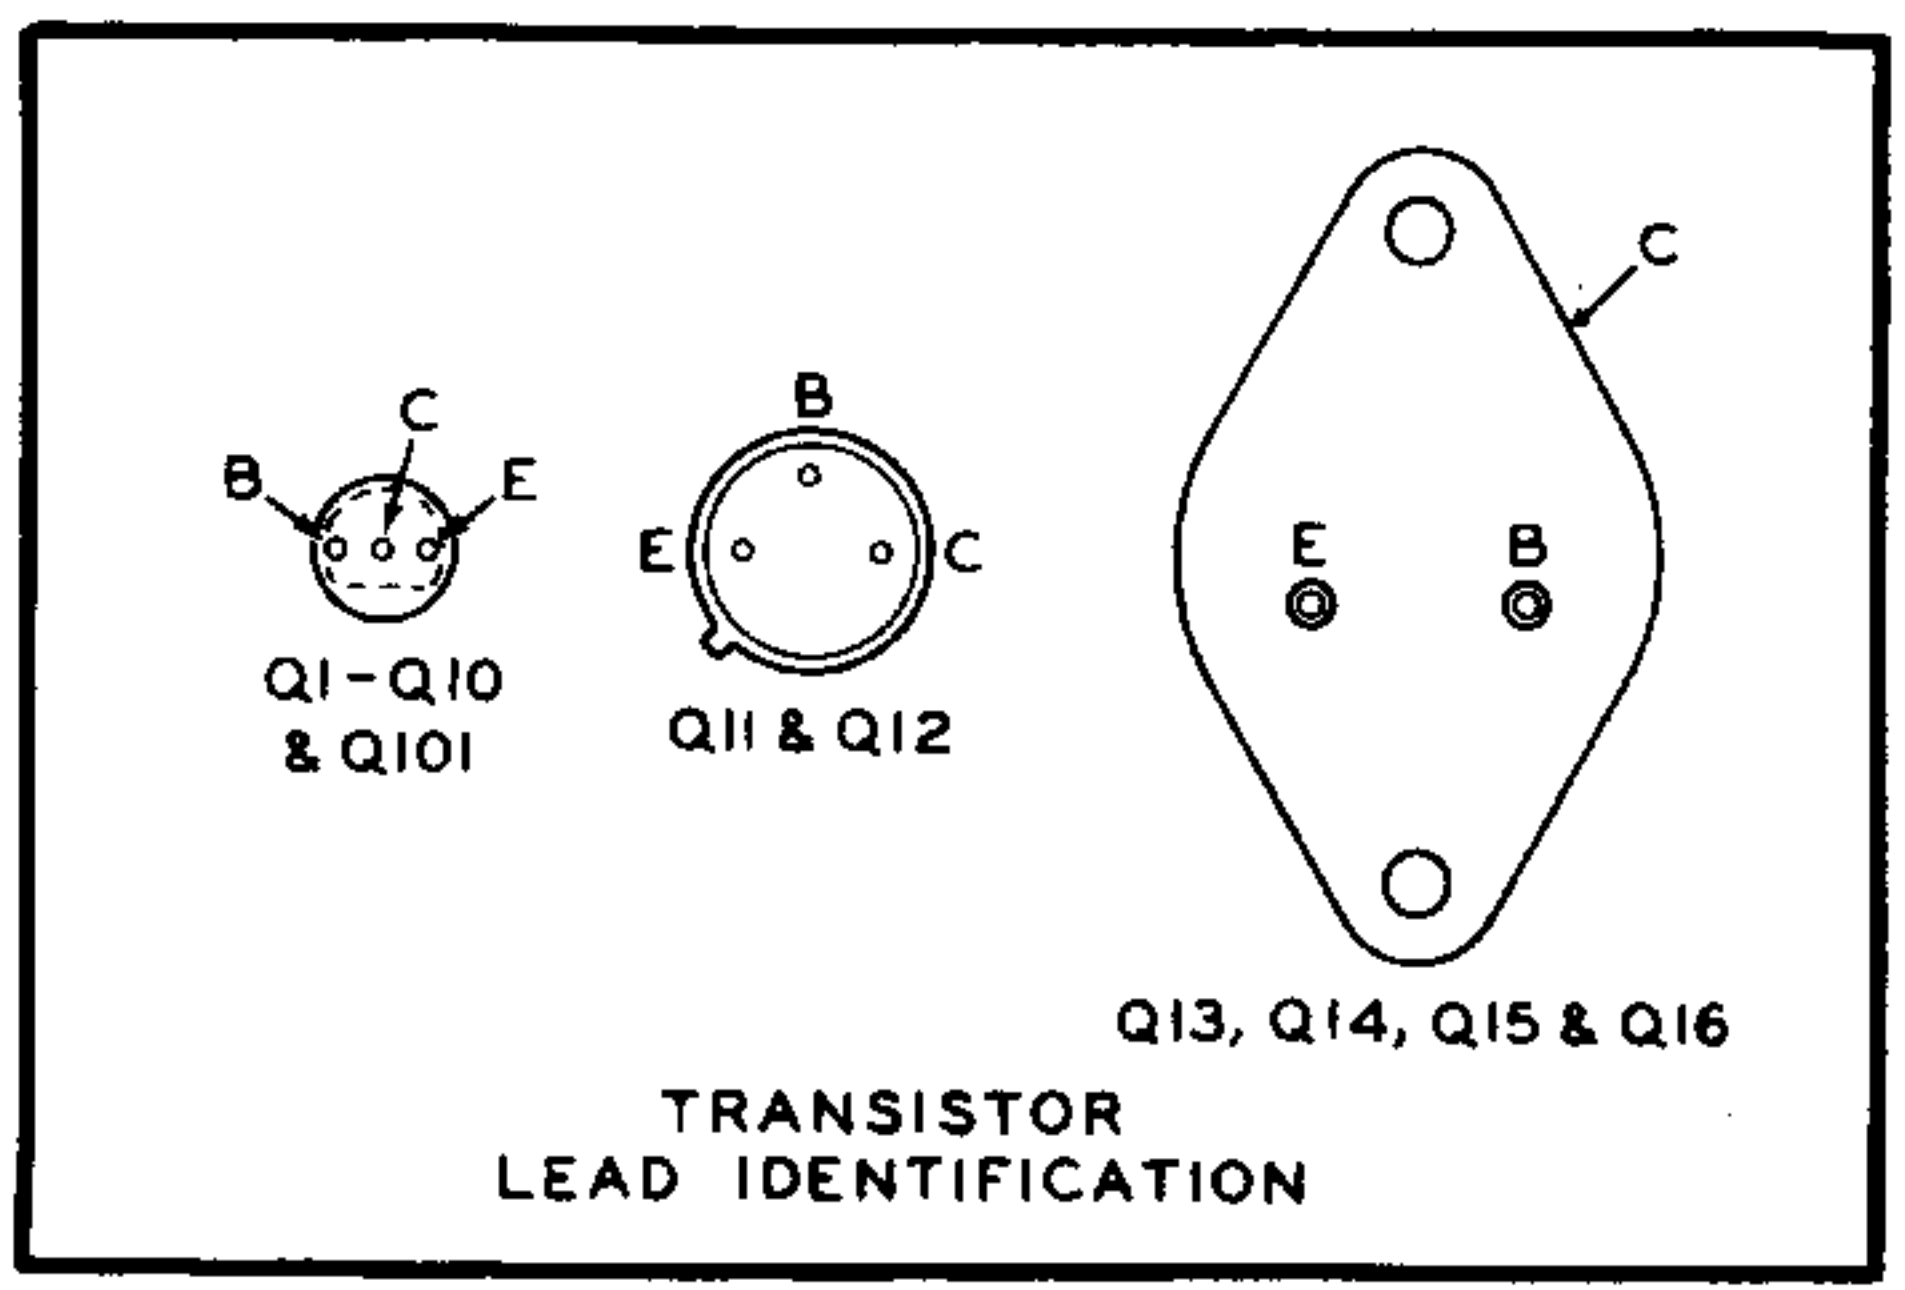 C
B
E
Q1-Q10
& Q101
B
E
C
Q11 & Q12
C
E
B
Q13, Q14, Q15 & Q16
TRANSISTOR
LEAD IDENTIFICATION